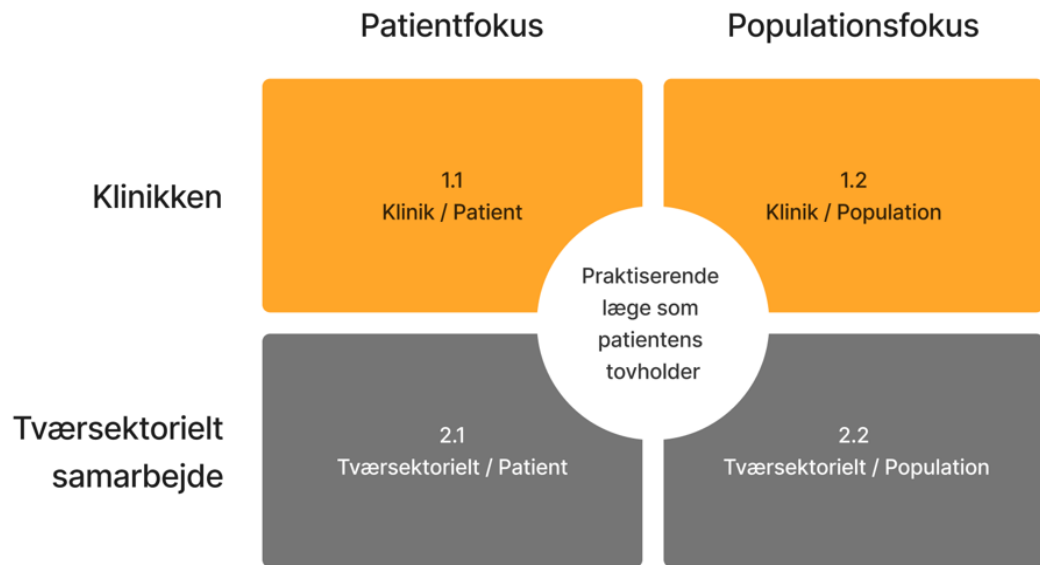 Patientfokus
Populationsfokus
Klinikken
1.1
Klinik / Patient
1.2
Klinik / Population
Praktiserende
læge som
patientens
tovholder
Tværsektorielt
samarbejde
2.1
Tværsektorielt / Patient
2.2
Tværsektorielt / Population